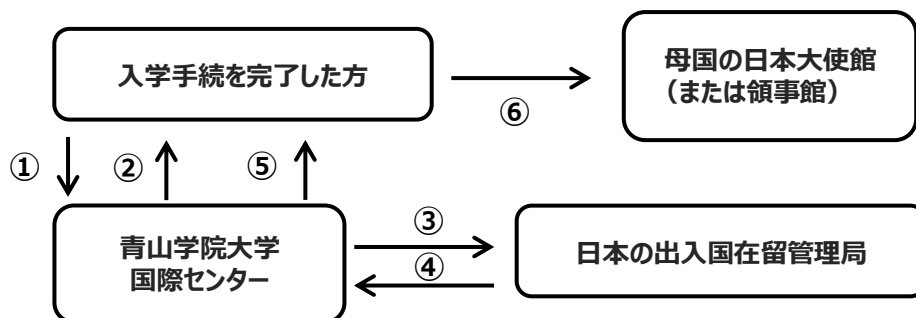 入学手続を完了した方
母国の日本大使館
（または領事館）
⑥
①
②
⑤
青山学院大学
国際センター
③
④
日本の出入国在留管理局